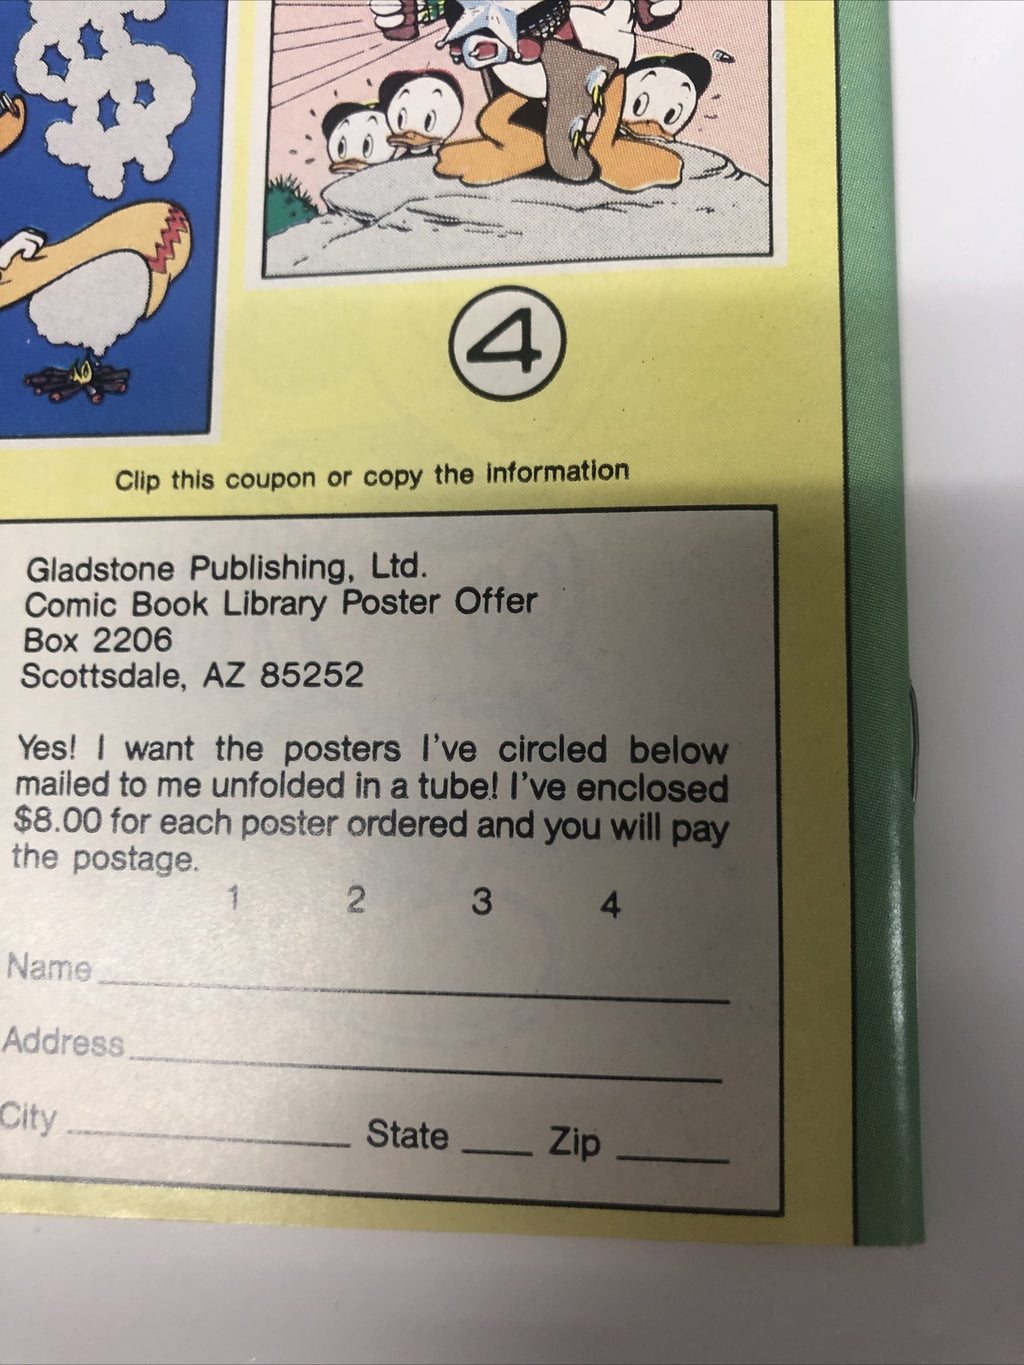 4
Clip this coupon or copy the information
Gladstone Publishing, Ltd.
Comic Book Library Poster Offer
Box 2206
Scottsdale, AZ 85252
Yes! I want the posters I've circled below
mailed to me unfolded in a tube! I've enclosed
$8.00 for each poster ordered and you will pay
the postage.
1 2 3 4
Name
Address
City State Zip